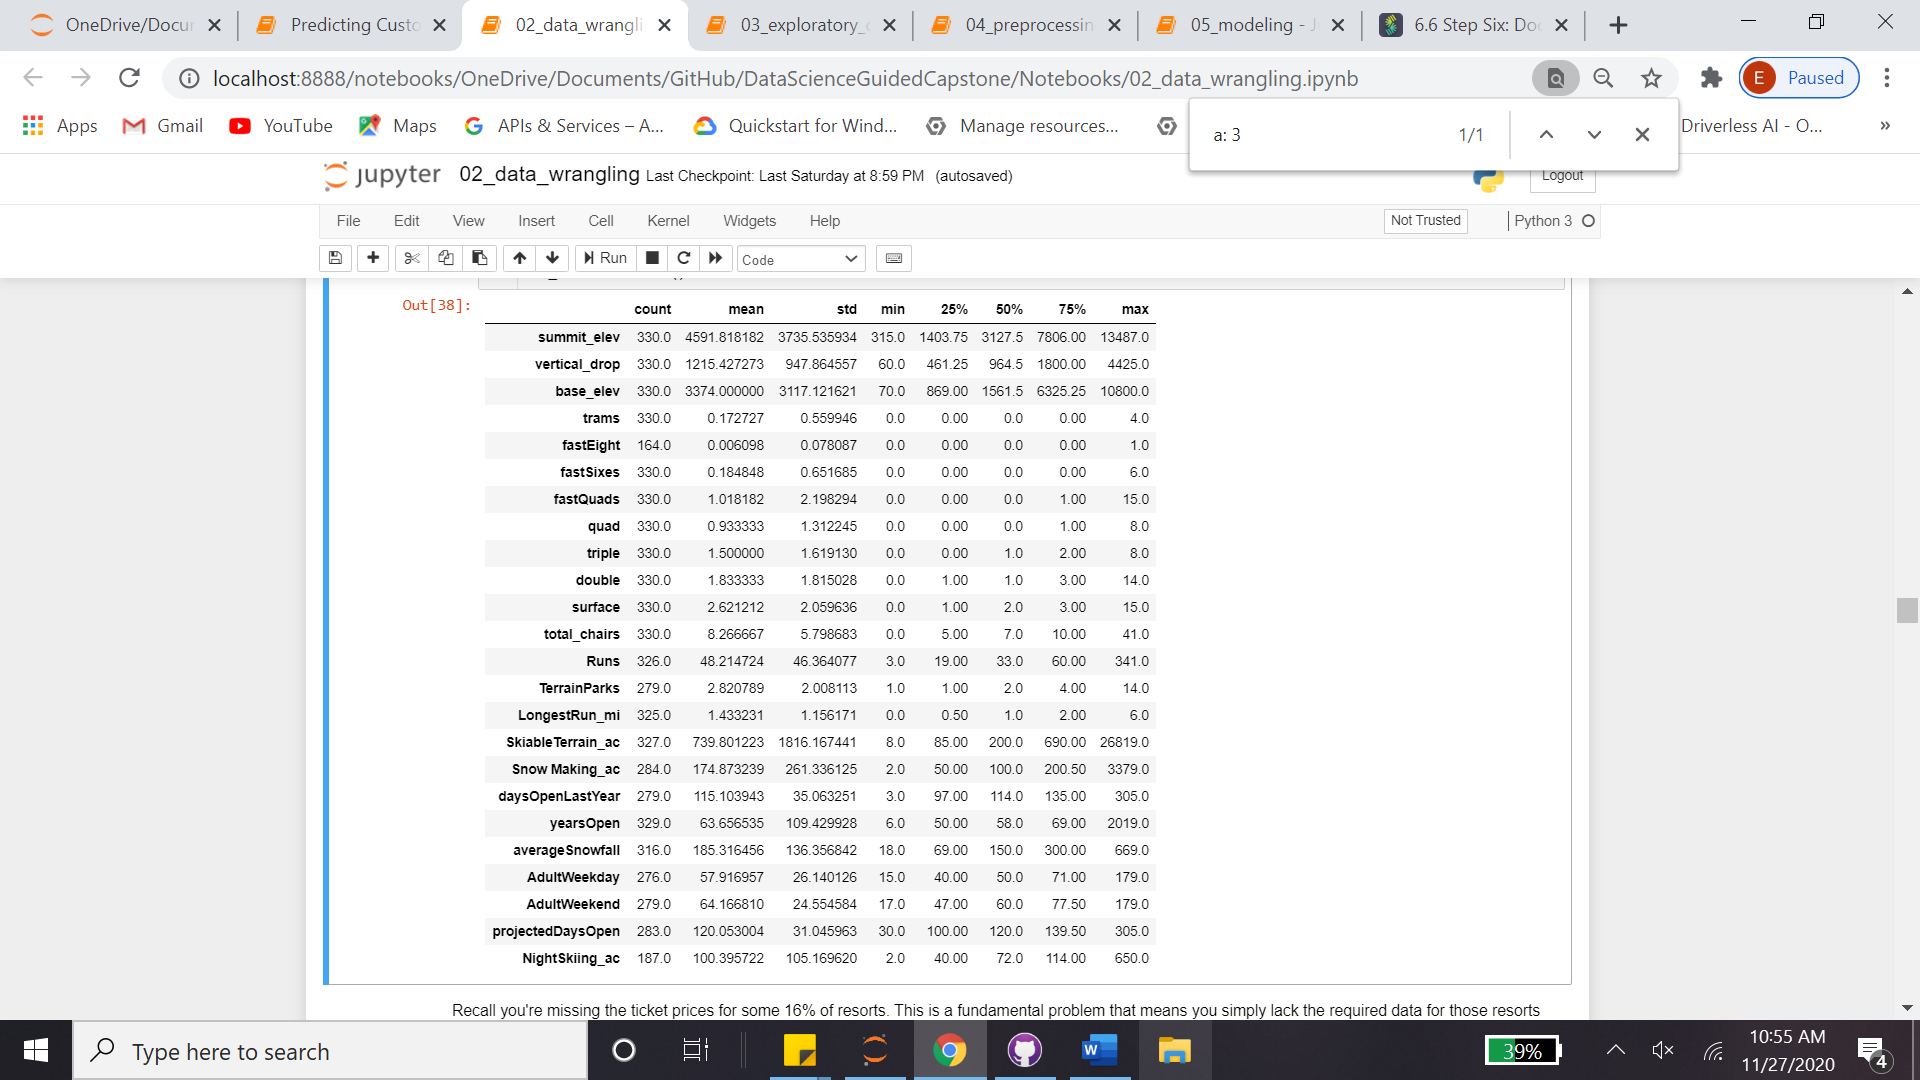 OneDrive/Docur
Predicting Custo
02_data_wrangli
03_exploratory_
04_preprocessin
05_modeling - J
6.6 Step Six: Doc
localhost:8888/notebooks/OneDrive/Documents/GitHub/DataScienceGuidedCapstone/Notebooks/02_data_wrangling.ipynb
E Paused
Apps Gmail YouTube Maps APIs & Services – A... Quickstart for Wind... Manage resources... Driverless AI - O... »
a: 3 1/1
jupyter 02_data_wrangling Last Checkpoint: Last Saturday at 8:59 PM (autosaved)
Logout
File Edit View Insert Cell Kernel Widgets Help Not Trusted Python 3
Run Code
Out[38]:
count mean std min 25% 50% 75% max
summit_elev 330.0 4591.818182 3735.535934 315.0 1403.75 3127.5 7806.00 13487.0
vertical_drop 330.0 1215.427273 947.864557 60.0 461.25 964.5 1800.00 4425.0
base_elev 330.0 3374.000000 3117.121621 70.0 869.00 1561.5 6325.25 10800.0
trams 330.0 0.172727 0.559946 0.0 0.00 0.0 0.00 4.0
fastEight 164.0 0.006098 0.078087 0.0 0.00 0.0 0.00 1.0
fastSixes 330.0 0.184848 0.651685 0.0 0.00 0.0 0.00 6.0
fastQuads 330.0 1.018182 2.198294 0.0 0.00 0.0 1.00 15.0
quad 330.0 0.933333 1.312245 0.0 0.00 0.0 1.00 8.0
triple 330.0 1.500000 1.619130 0.0 0.00 1.0 2.00 8.0
double 330.0 1.833333 1.815028 0.0 1.00 1.0 3.00 14.0
surface 330.0 2.621212 2.059636 0.0 1.00 2.0 3.00 15.0
total_chairs 330.0 8.266667 5.798683 0.0 5.00 7.0 10.00 41.0
Runs 326.0 48.214724 46.364077 3.0 19.00 33.0 60.00 341.0
TerrainParks 279.0 2.820789 2.008113 1.0 1.00 2.0 4.00 14.0
LongestRun_mi 325.0 1.433231 1.156171 0.0 0.50 1.0 2.00 6.0
SkiableTerrain_ac 327.0 739.801223 1816.167441 8.0 85.00 200.0 690.00 26819.0
Snow Making_ac 284.0 174.873239 261.336125 2.0 50.00 100.0 200.50 3379.0
daysOpenLastYear 279.0 115.103943 35.063251 3.0 97.00 114.0 135.00 305.0
yearsOpen 329.0 63.656535 109.429928 6.0 50.00 58.0 69.00 2019.0
averageSnowfall 316.0 185.316456 136.356842 18.0 69.00 150.0 300.00 669.0
AdultWeekday 276.0 57.916957 26.140126 15.0 40.00 50.0 71.00 179.0
AdultWeekend 279.0 64.166810 24.554584 17.0 47.00 60.0 77.50 179.0
projectedDaysOpen 283.0 120.053004 31.045963 30.0 100.00 120.0 139.50 305.0
NightSkiing_ac 187.0 100.395722 105.169620 2.0 40.00 72.0 114.00 650.0
Recall you're missing the ticket prices for some 16% of resorts. This is a fundamental problem that means you simply lack the required data for those resorts
Type here to search
W
39%
10:55 AM
11/27/2020
4